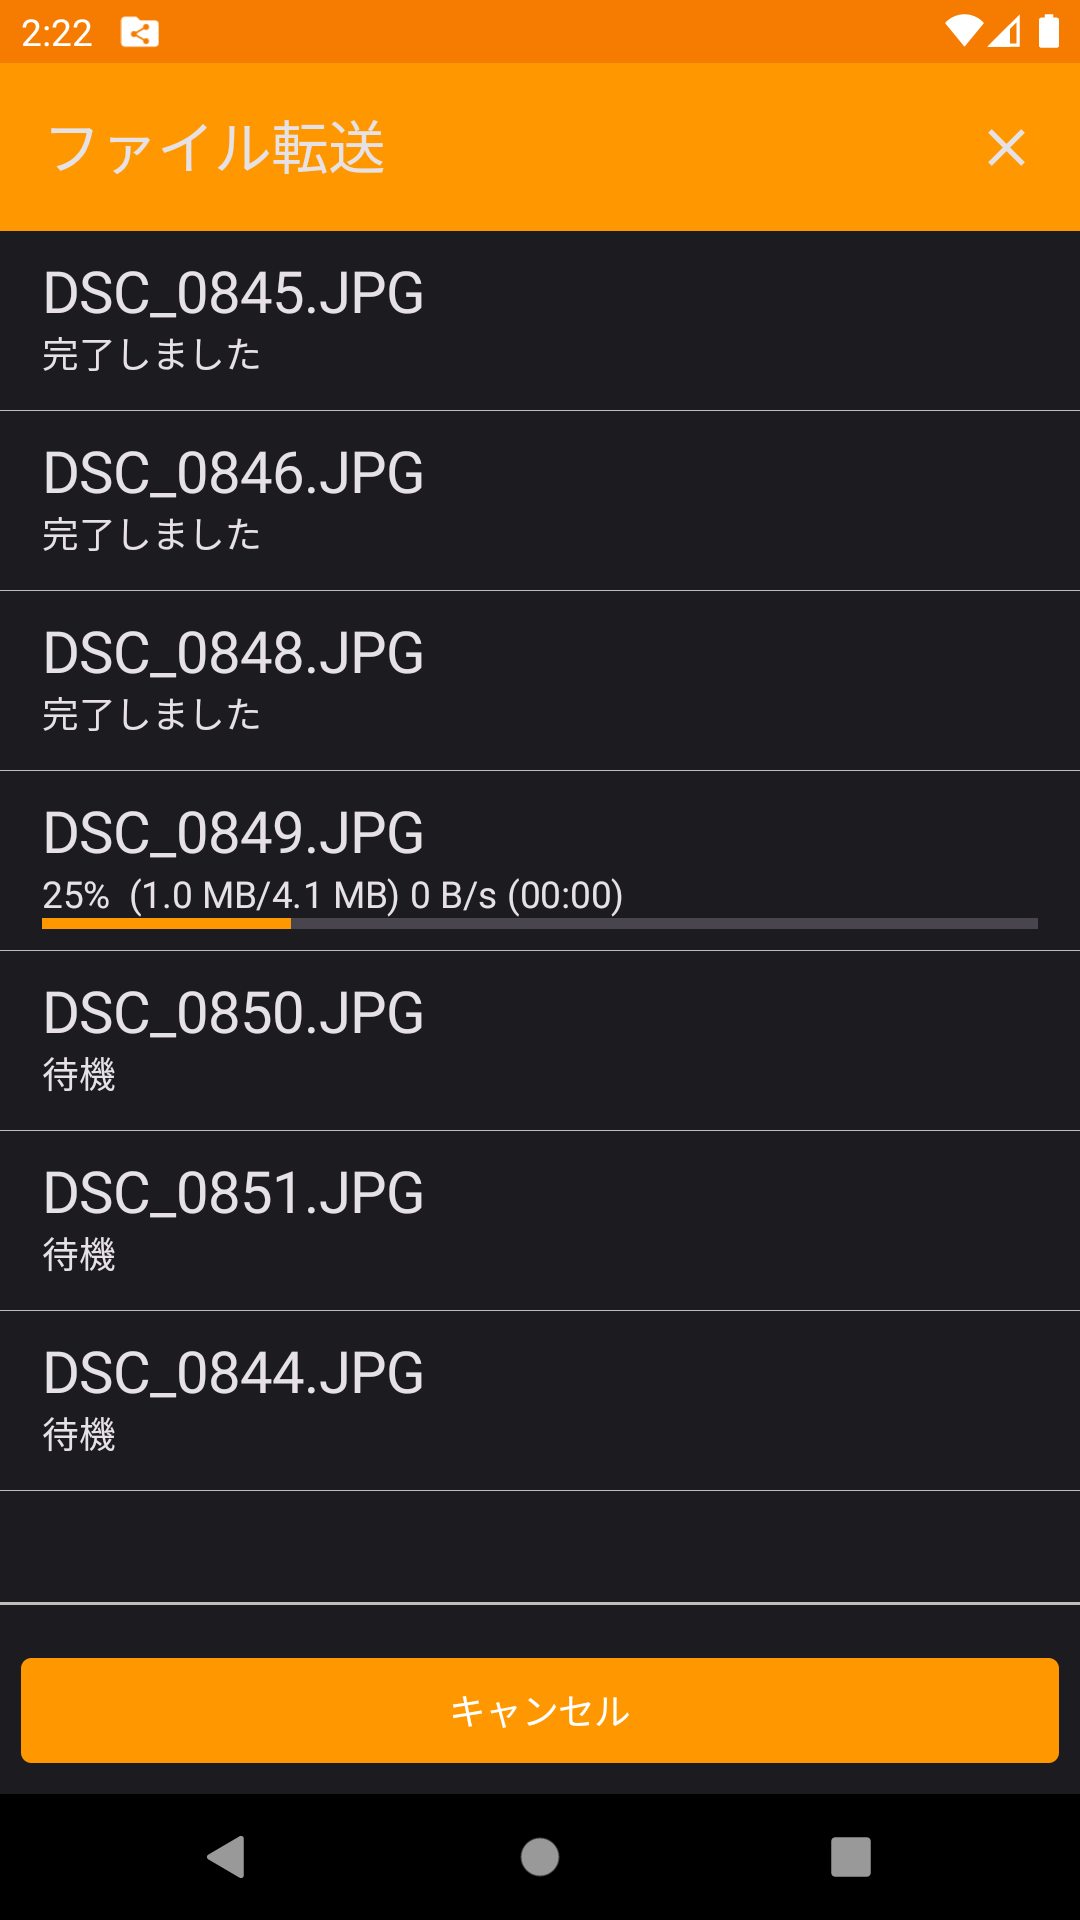 2:22
ファイル転送
DSC_0845.JPG
完了しました
DSC_0846.JPG
完了しました
DSC_0848.JPG
完了しました
DSC_0849.JPG
25%  (1.0 MB/4.1 MB) 0 B/s (00:00)
DSC_0850.JPG
待機
DSC_0851.JPG
待機
DSC_0844.JPG
待機
キャンセル